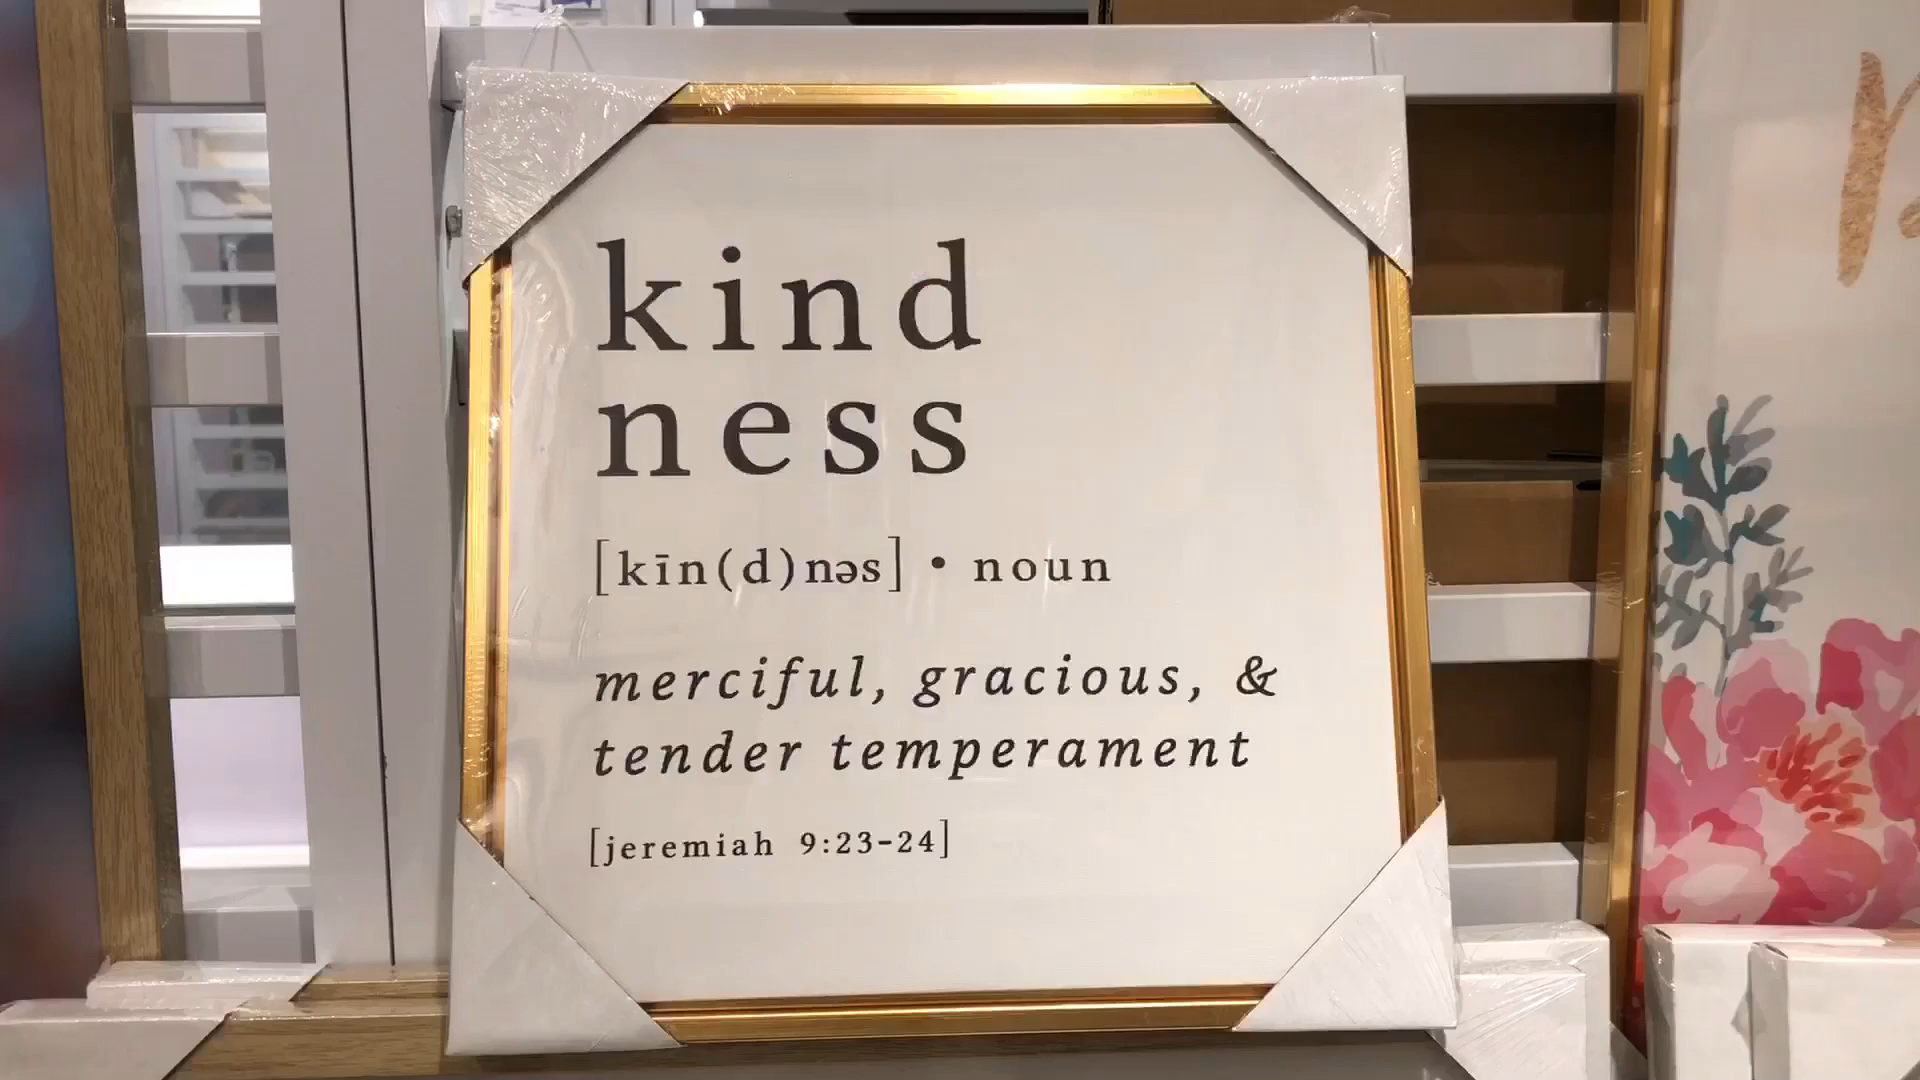 kind
ness
[kīn(d)nəs] • noun
merciful, gracious, &
tender temperament
[jeremiah 9:23-24]